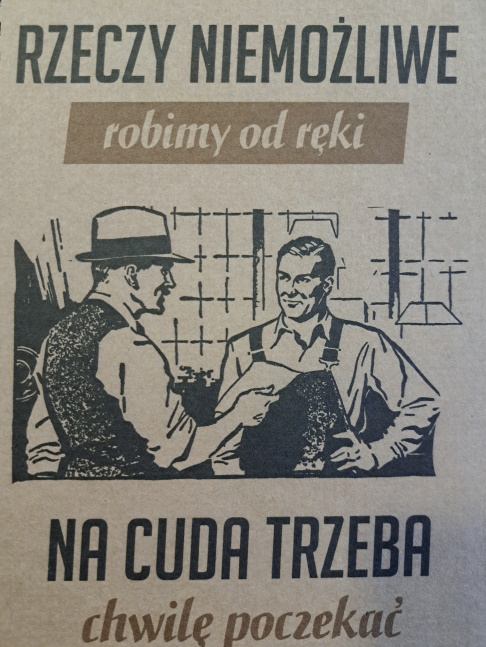 RZECZY NIEMOŻLIWE
robimy od ręki
NA CUDA TRZEBA
chwilę poczekać